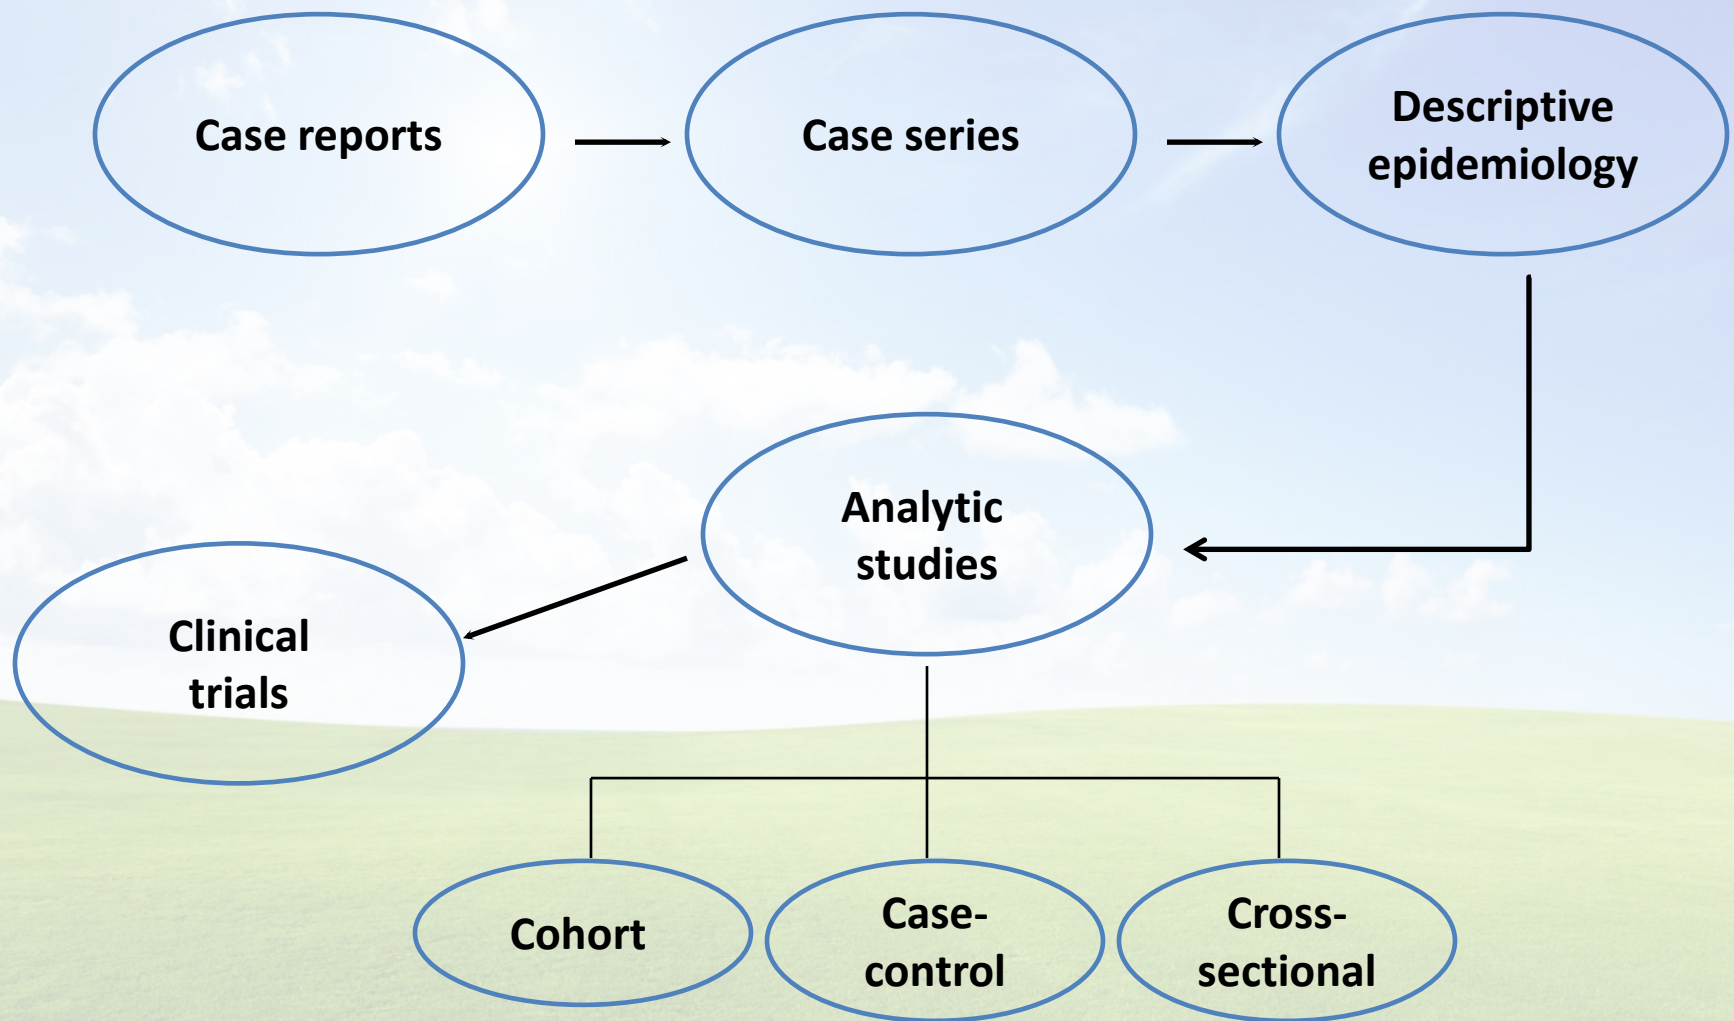 Case reports
Case series
Descriptive
epidemiology
Analytic
studies
Clinical
trials
Cohort
Case-
control
Cross-
sectional